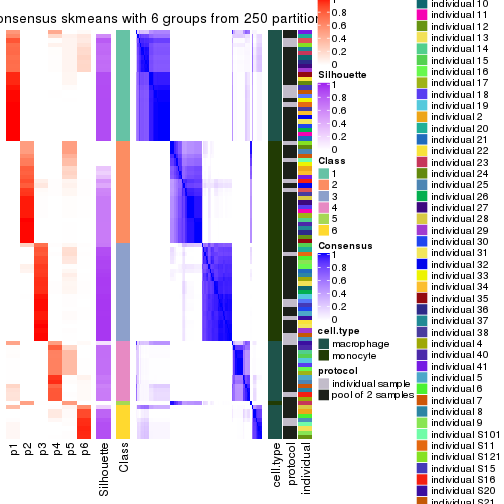 onsensus skmeans with 6 groups from 250 partition
0.8
0.6
0.4
0.2
0
Silhouette
1
0.8
0.6
0.4
0.2
0
Class
1
2
3
4
5
6
Consensus
1
0.8
0.6
0.4
0.2
0
cell.type
macrophage
monocyte
protocol
individual sample
pool of 2 samples
p1
p2
p3
p4
p5
p6
Silhouette
Class
cell.type
protocol
individual
individual 10
individual 11
individual 12
individual 13
individual 14
individual 15
individual 16
individual 17
individual 18
individual 19
individual 2
individual 20
individual 21
individual 22
individual 23
individual 24
individual 25
individual 26
individual 27
individual 28
individual 29
individual 30
individual 31
individual 32
individual 33
individual 34
individual 35
individual 36
individual 37
individual 38
individual 4
individual 40
individual 41
individual 5
individual 6
individual 7
individual 8
individual 9
individual S101
individual S11
individual S121
individual S15
individual S16
individual S20
individual S21